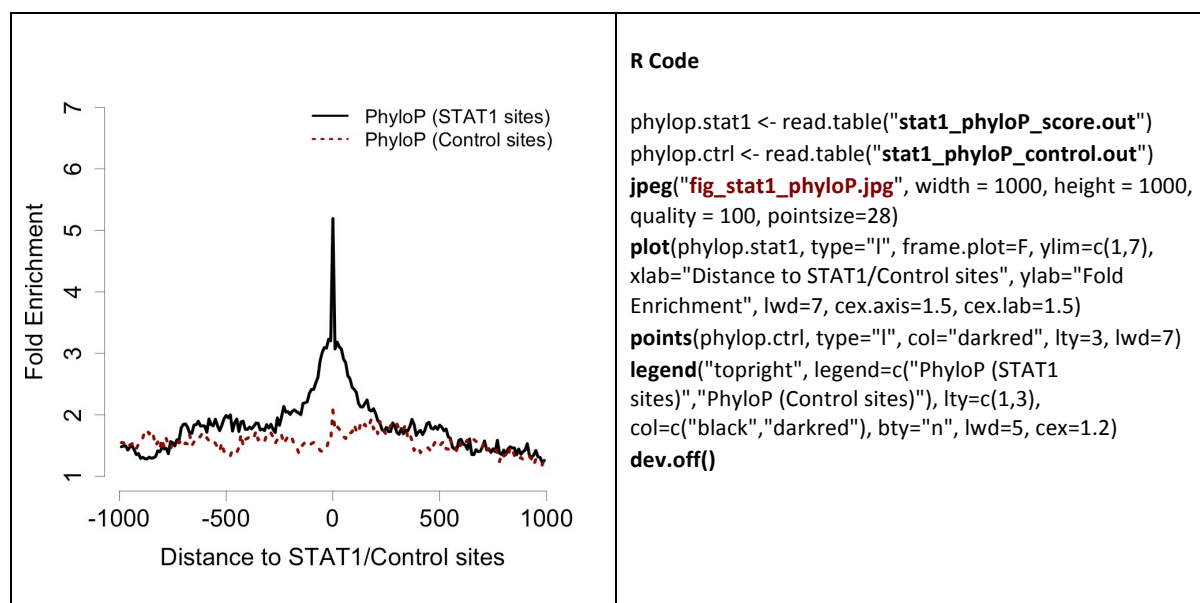 7
6
5
4
3
2
1
Fold Enrichment
PhyloP (STAT1 sites)
PhyloP (Control sites)
-1000 -500 0 500 1000
Distance to STAT1/Control sites
R Code
phylop.stat1 <- read.table("stat1_phyloP_score.out")
phylop.ctrl <- read.table("stat1_phyloP_control.out")
jpeg("fig_stat1_phyloP.jpg", width = 1000, height = 1000,
quality = 100, pointsize=28)
plot(phylop.stat1, type="l", frame.plot=F, ylim=c(1,7),
xlab="Distance to STAT1/Control sites", ylab="Fold
Enrichment", lwd=7, cex.axis=1.5, cex.lab=1.5)
points(phylop.ctrl, type="l", col="darkred", lty=3, lwd=7)
legend("topright", legend=c("PhyloP (STAT1
sites)","PhyloP (Control sites)"), lty=c(1,3),
col=c("black","darkred"), bty="n", lwd=5, cex=1.2)
dev.off()